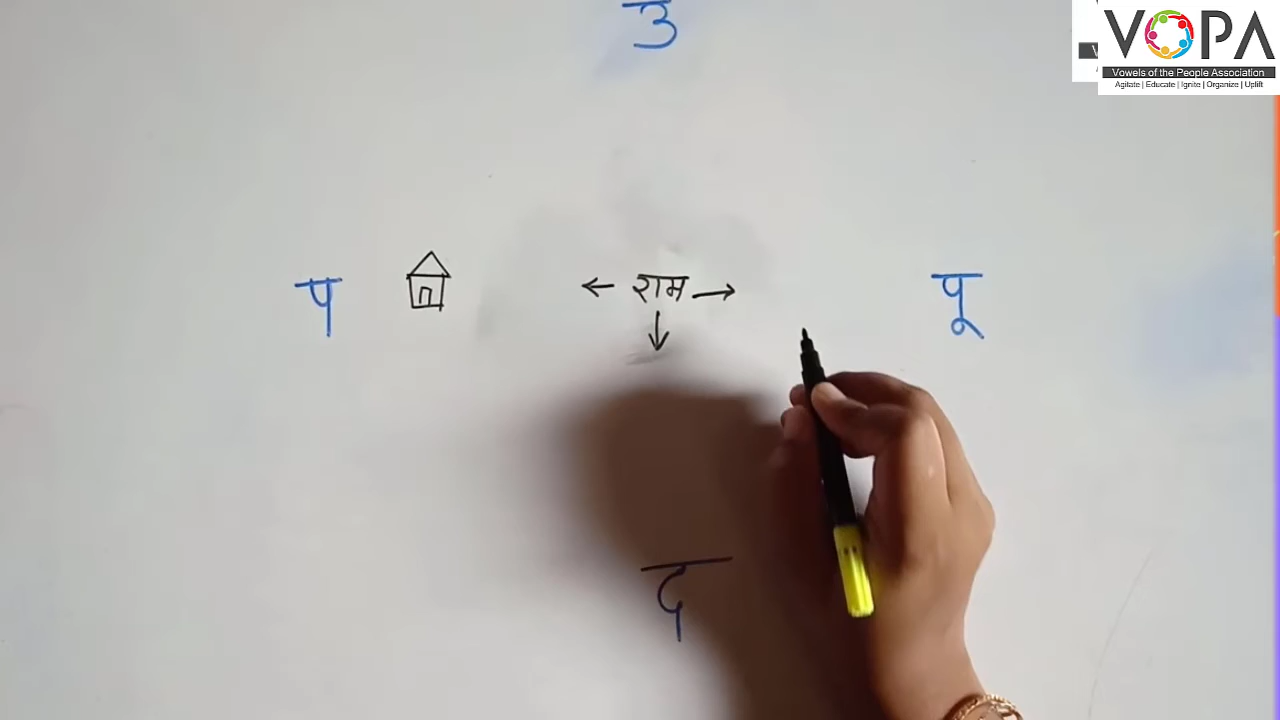 उ
VOPA
Vowels of the People Association
Agitate | Educate | Ignite | Organize | Uplift
प ← राम → पू
↓
द